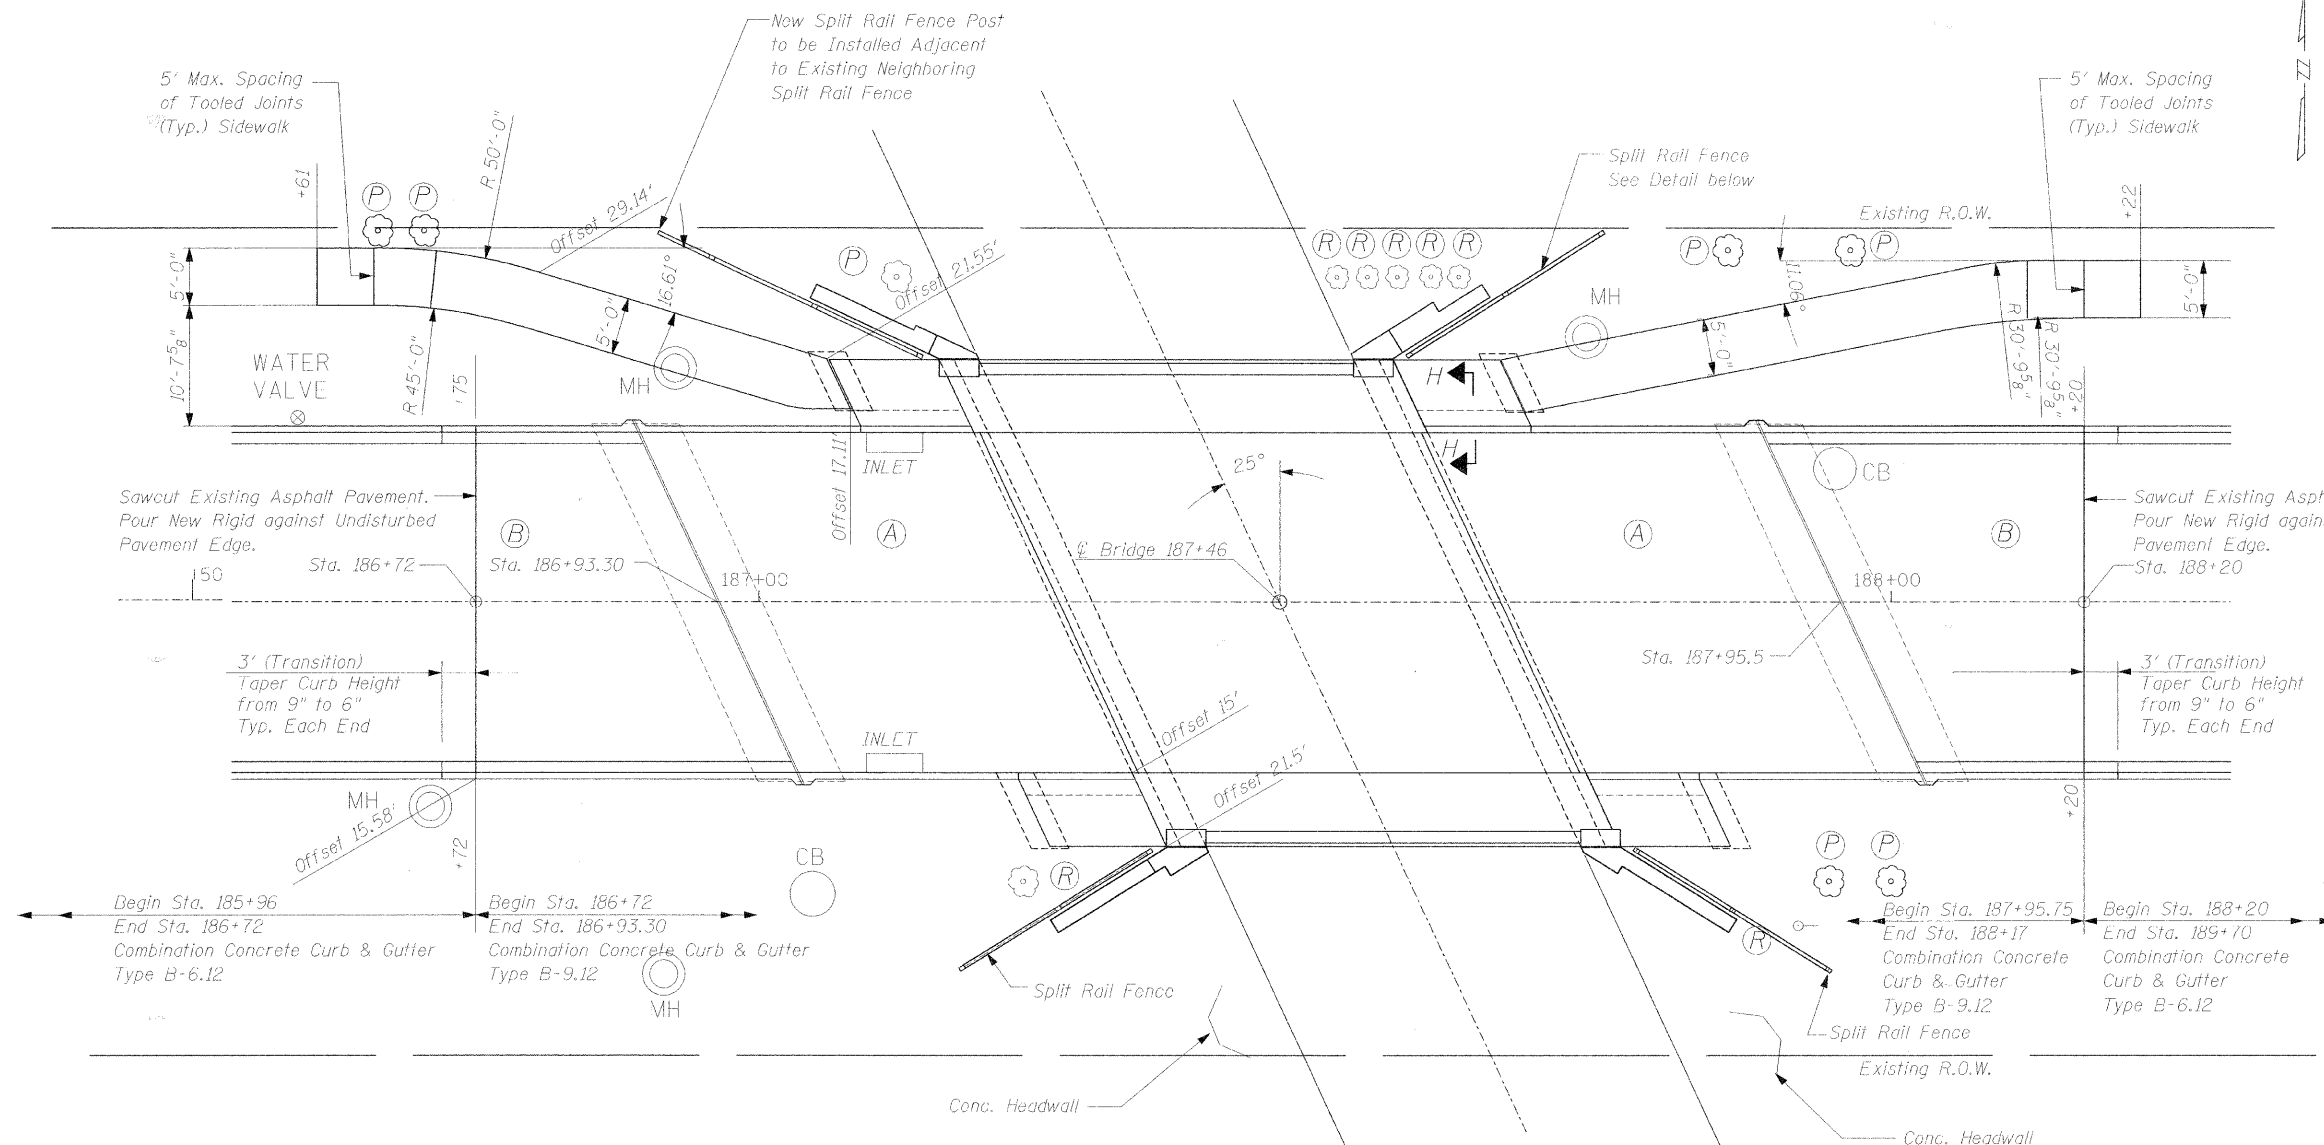 New Split Rail Fence Post
to be Installed Adjacent
to Existing Neighboring
Split Rail Fence
5' Max. Spacing
of Tooled Joints
(Typ.) Sidewalk
5' Max. Spacing
of Tooled Joints
(Typ.) Sidewalk
Split Rail Fence
See Detail below
N
+61
P
P
R 50'-0"
Offset 29.14'
16.61°
P
Offset 21.55'
R R R R R
Existing R.O.W.
P
P
+22
11.06°
5'-0"
10'-7 5/8"
R 45'-0"
5'-0"
MH
MH
5'-0"
R 30'-9 5/8"
R 30'-9 5/8"
5'-0"
WATER
VALVE
+75
+20
H
H
INLET
Offset 17.11'
25°
CB
Sawcut Existing Asphalt Pavement.
Pour New Rigid against Undisturbed
Pavement Edge.
B
A
A
B
Sawcut Existing Asph
Pour New Rigid again
Pavement Edge.
Sta. 188+20
Sta. 186+72
Sta. 186+93.30
℄ Bridge 187+46
50
187+00
188+00
Sta. 187+95.5
3' (Transition)
Taper Curb Height
from 9" to 6"
Typ. Each End
3' (Transition)
Taper Curb Height
from 9" to 6"
Typ. Each End
INLET
Offset 15'
Offset 21.5'
MH
Offset 15.58'
+72
CB
R
P
P
+20
Begin Sta. 185+96
End Sta. 186+72
Combination Concrete Curb & Gutter
Type B-6.12
Begin Sta. 186+72
End Sta. 186+93.30
Combination Concrete Curb & Gutter
Type B-9.12
MH
Split Rail Fence
R
Begin Sta. 187+95.75
End Sta. 188+17
Combination Concrete
Curb & Gutter
Type B-9.12
Begin Sta. 188+20
End Sta. 189+70
Combination Concrete
Curb & Gutter
Type B-6.12
Split Rail Fence
Existing R.O.W.
Conc. Headwall
Conc. Headwall